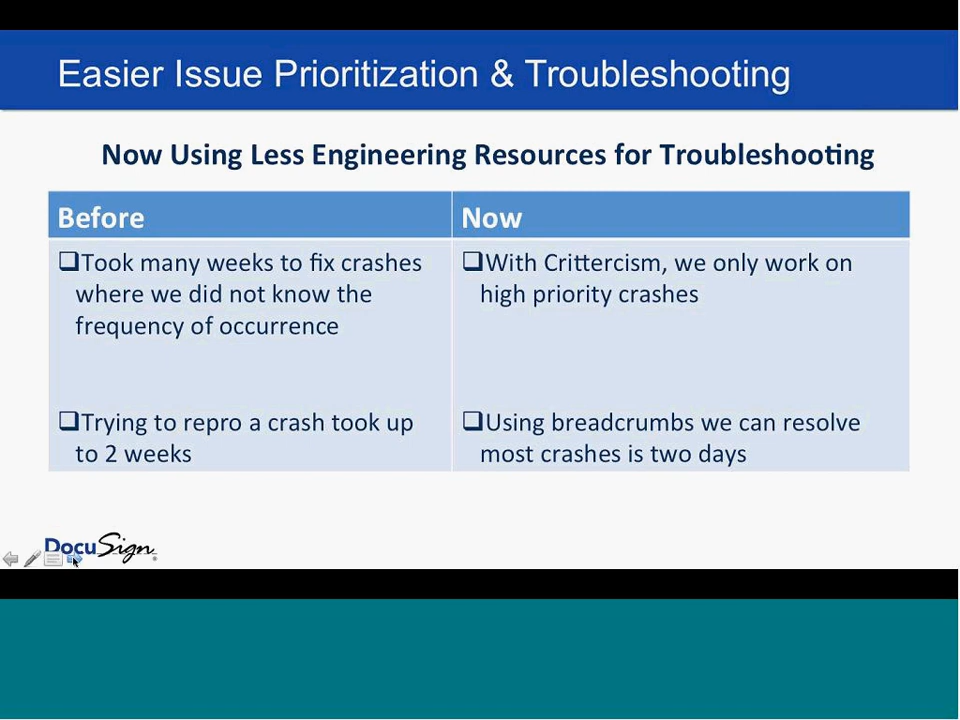 Easier Issue Prioritization & Troubleshooting
Now Using Less Engineering Resources for Troubleshooting
Before
Now
Took many weeks to fix crashes
where we did not know the
frequency of occurrence
With Crittercism, we only work on
high priority crashes
Trying to repro a crash took up
to 2 weeks
Using breadcrumbs we can resolve
most crashes is two days
DocuSign